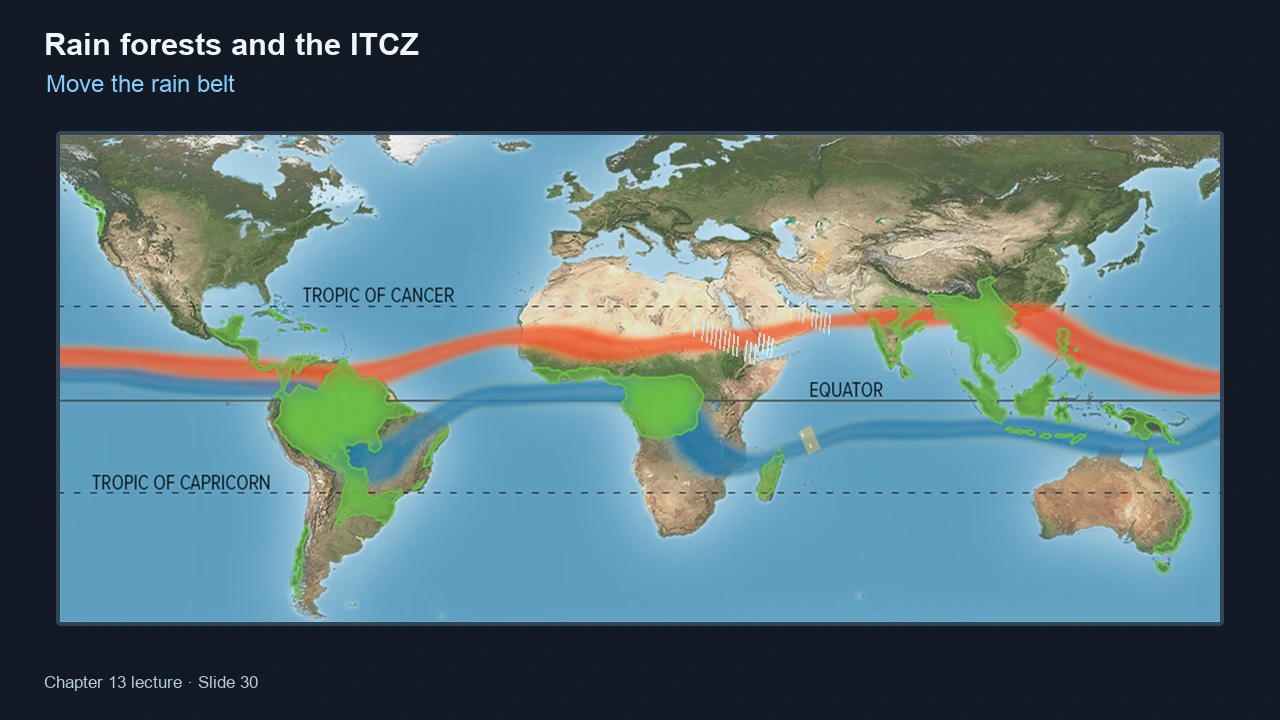 Rain forests and the ITCZ
Move the rain belt
TROPIC OF CANCER
EQUATOR
TROPIC OF CAPRICORN
Chapter 13 lecture · Slide 30